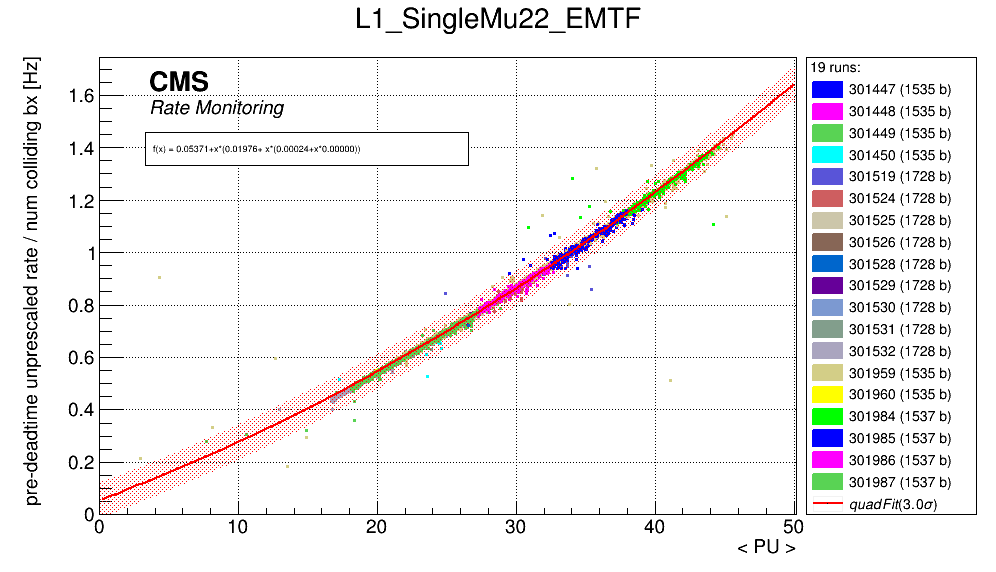 L1_SingleMu22_EMTF
pre-deadtime unprescaled rate / num colliding bx [Hz]
CMS
Rate Monitoring
f(x) = 0.05371+x*(0.01976+ x*(0.00024+x*0.00000))
1.6
1.4
1.2
1
0.8
0.6
0.4
0.2
0
0 10 20 30 40 50
< PU >
19 runs:
301447 (1535 b)
301448 (1535 b)
301449 (1535 b)
301450 (1535 b)
301519 (1728 b)
301524 (1728 b)
301525 (1728 b)
301526 (1728 b)
301528 (1728 b)
301529 (1728 b)
301530 (1728 b)
301531 (1728 b)
301532 (1728 b)
301959 (1535 b)
301960 (1535 b)
301984 (1537 b)
301985 (1537 b)
301986 (1537 b)
301987 (1537 b)
quadFit(3.0σ)